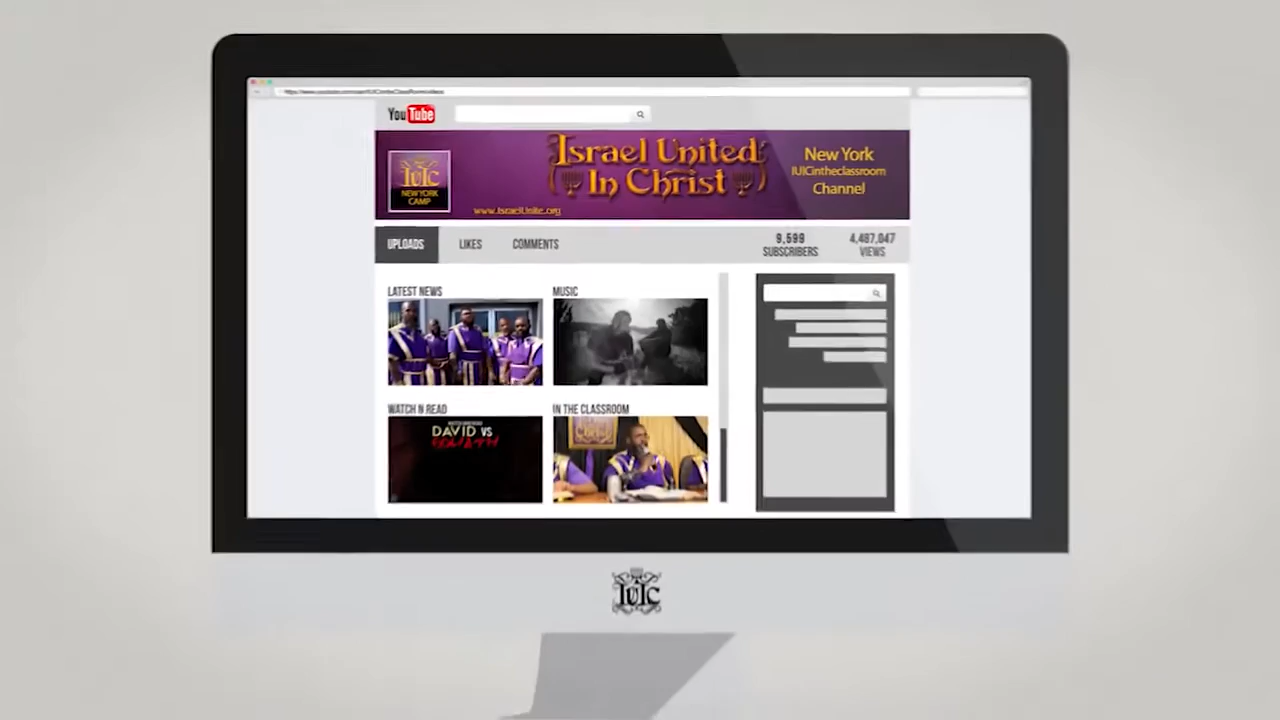 YouTube
Israel United
In Christ
New York
IUICintheclassroom
Channel
IUIC
NEW YORK
CAMP
www.IsraelUnite.org
UPLOADS
LIKES
COMMENTS
9,599
SUBSCRIBERS
4,487,047
VIEWS
LATEST NEWS
MUSIC
WATCH N READ
IN THE CLASSROOM
DAVID VS
IUIC